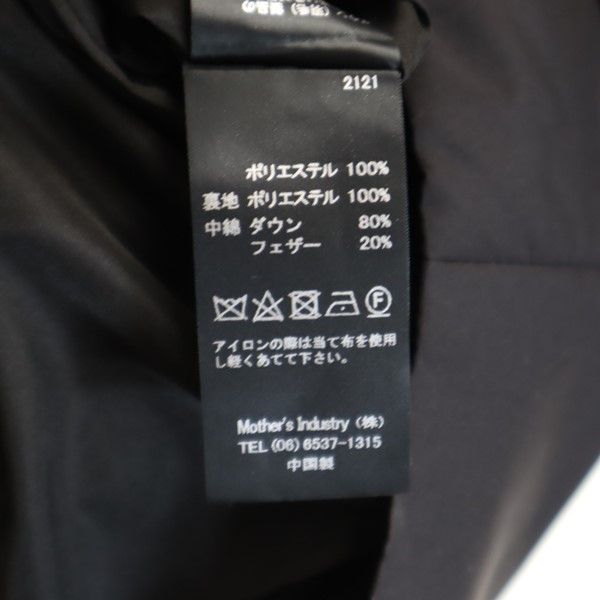 2121
ポリエステル 100%
裏地 ポリエステル 100%
中綿 ダウン 80%
フェザー 20%
F
アイロンの際は当て布を使用
し軽くあてて下さい。
Mother's Industry (株)
TEL (06) 6537-1315
中国製